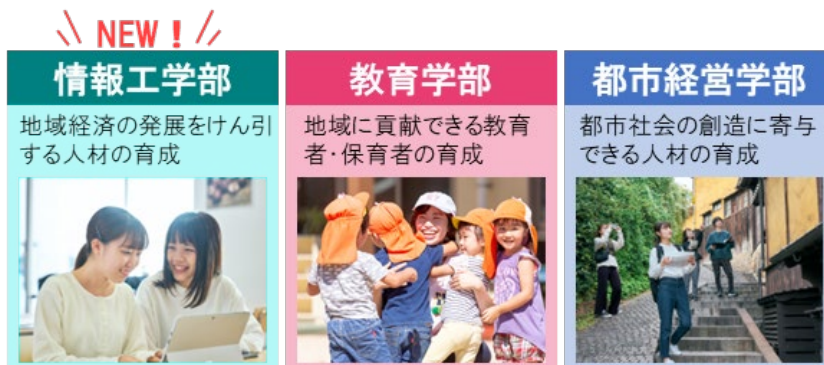 NEW！
情報工学部
地域経済の発展をけん引
する人材の育成
教育学部
地域に貢献できる教育
者・保育者の育成
都市経営学部
都市社会の創造に寄与
できる人材の育成